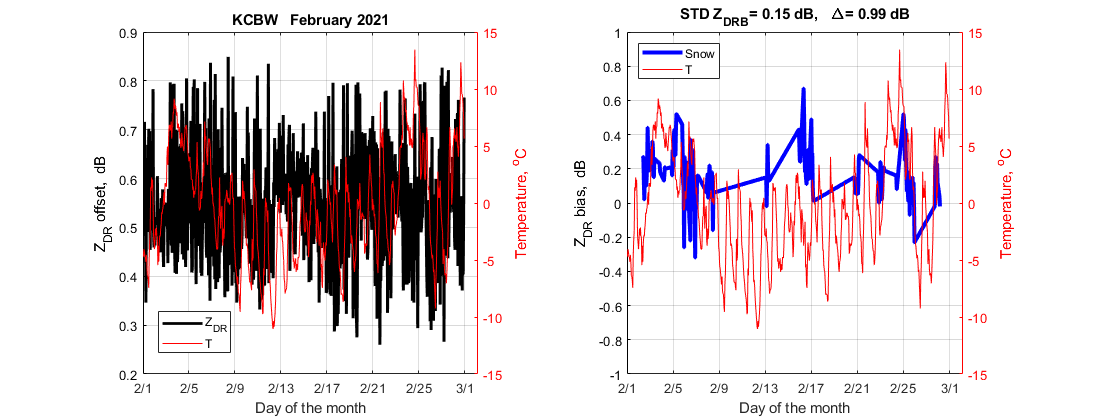 KCBW February 2021
0.9
0.8
0.7
0.6
0.5
0.4
0.3
0.2
Z_DR offset, dB
15
10
5
0
-5
-10
-15
Temperature, °C
Z_DR
T
2/1 2/5 2/9 2/13 2/17 2/21 2/25 3/1
Day of the month
STD Z_DRB = 0.15 dB, Δ = 0.99 dB
1
0.8
0.6
0.4
0.2
0
-0.2
-0.4
-0.6
-0.8
-1
Z_DR bias, dB
15
10
5
0
-5
-10
-15
Temperature, °C
Snow
T
2/1 2/5 2/9 2/13 2/17 2/21 2/25 3/1
Day of the month